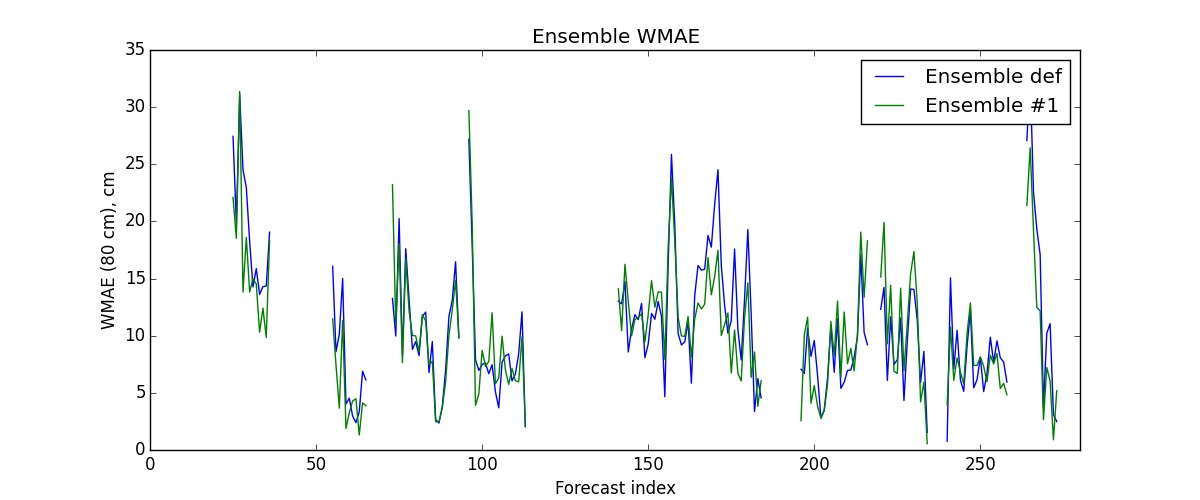 Ensemble WMAE
Ensemble def
Ensemble #1
WMAE (80 cm), cm
35
30
25
20
15
10
5
0
0 50 100 150 200 250
Forecast index